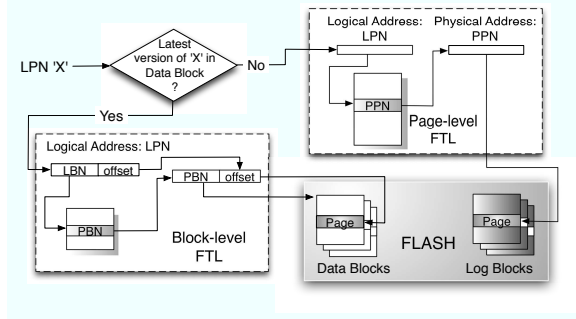 LPN 'X'
Latest
version of 'X' in
Data Block
?
No
Yes
Logical Address:
LPN
Physical Address:
PPN
PPN
Page-level
FTL
Logical Address: LPN
LBN
offset
PBN
offset
PBN
Block-level
FTL
Page
Data Blocks
FLASH
Page
Log Blocks